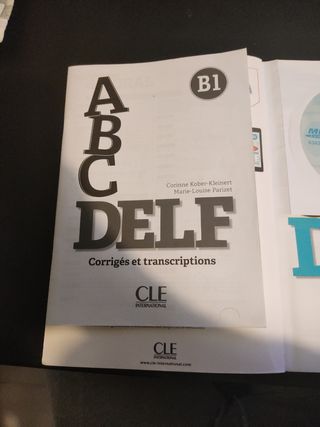 B1
A
B
C
DELF
Corinne Kober-Kleinert
Marie-Louise Parizet
Corrigés et transcriptions
CLE
INTERNATIONAL
CLE
INTERNATIONAL
www.cle-international.com